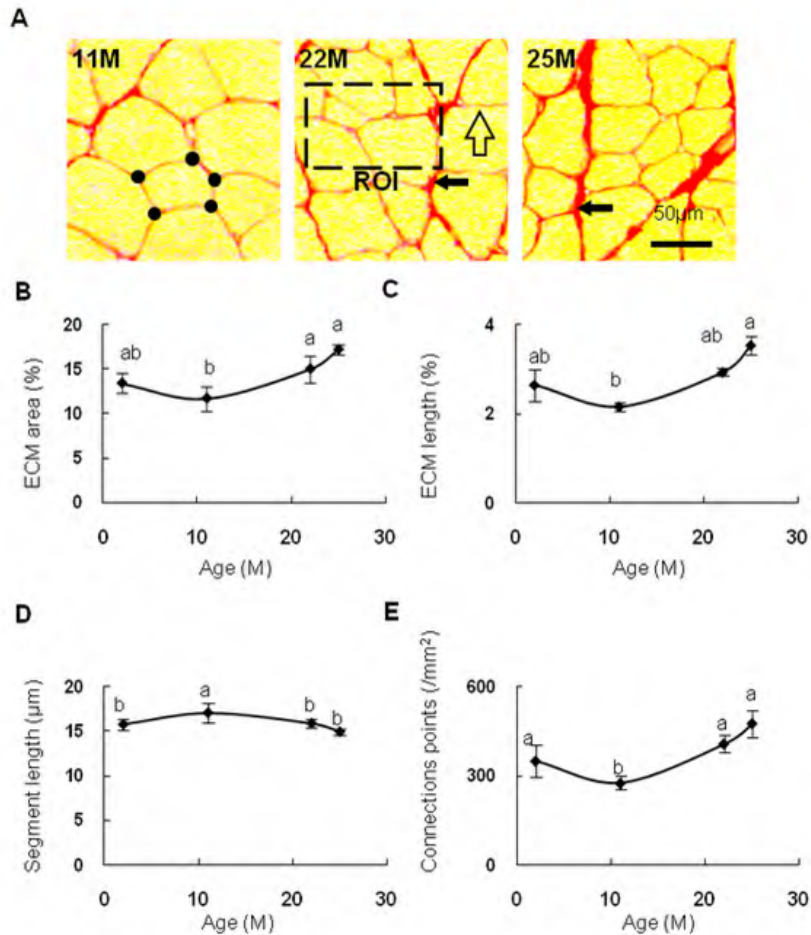 A
11M
22M
25M
ROI
50µm
B
ECM area (%)
20
15
10
5
0
ab
b
a
a
0 10 20 30
Age (M)
C
ECM length (%)
4
2
0
ab
b
ab
a
0 10 20 30
Age (M)
D
Segment length (µm)
20
15
10
5
0
b
a
b
b
0 10 20 30
Age (M)
E
Connections points (/mm²)
600
300
0
a
b
a
a
0 10 20 30
Age (M)